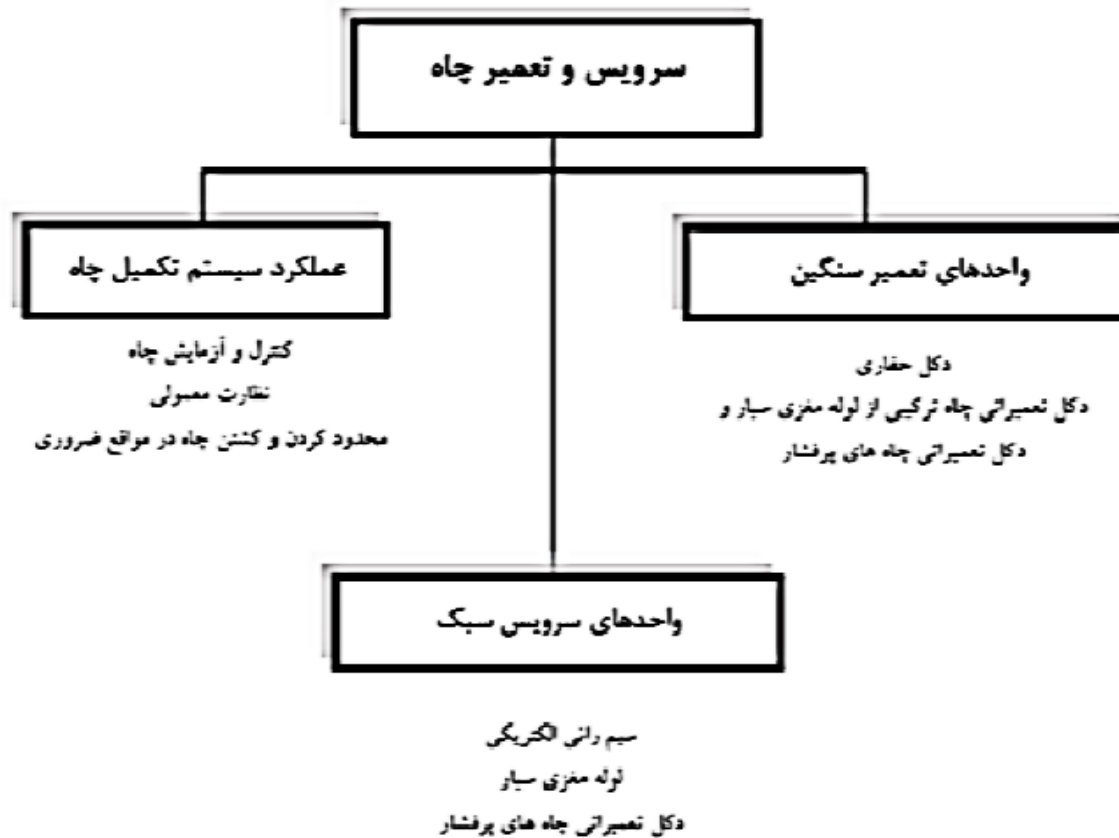 سرویس و تعمیر چاه
واحدهای تعمیر سنگین
دکل حفاری
دکل تعمیراتی چاه ترکیبی از لوله مغزی سیار و
دکل تعمیراتی چاه های پرفشار
عملکرد سیستم تکمیل چاه
کنترل و آزمایش چاه
نظارت معمولی
محدود کردن و کشتن چاه در مواقع ضروری
واحدهای سرویس سبک
سیم رانی الکتریکی
لوله مغزی سیار
دکل تعمیراتی چاه های پرفشار